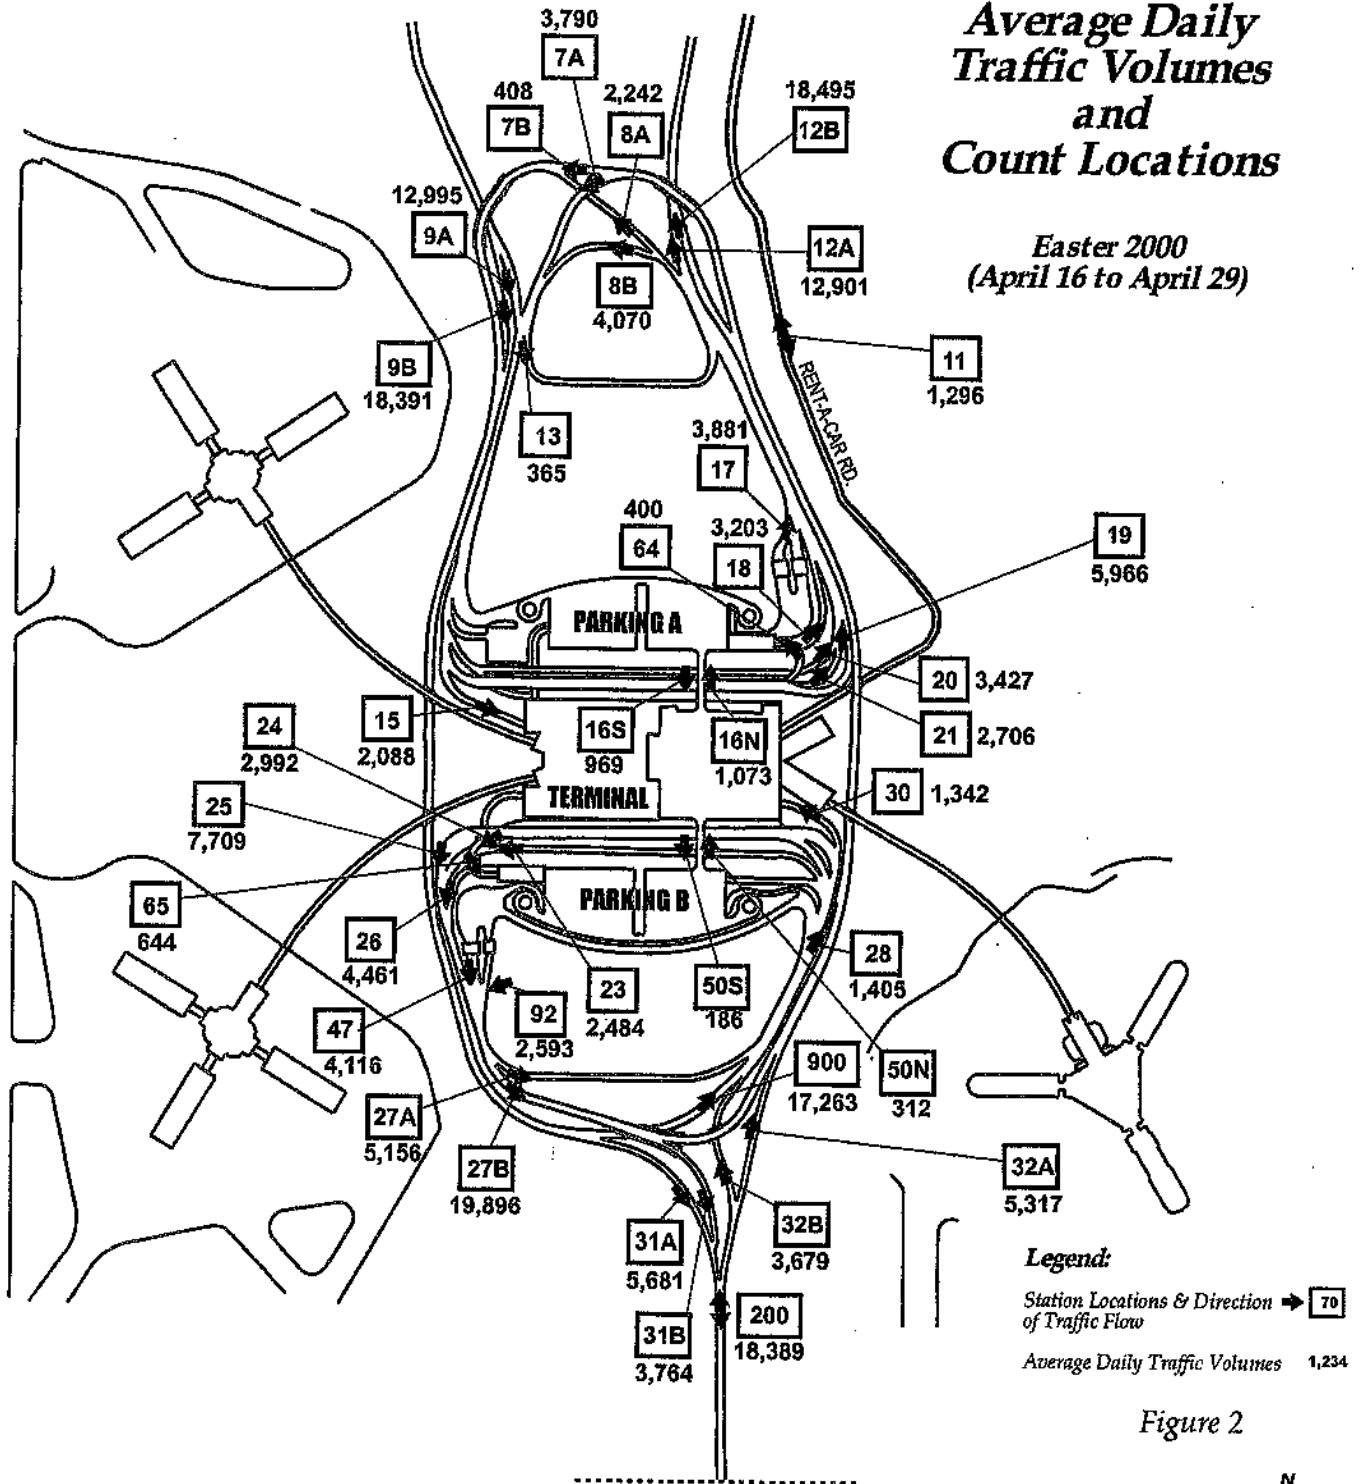 Average Daily
Traffic Volumes
and
Count Locations
Easter 2000
(April 16 to April 29)
3,790
7A
408
7B
2,242
8A
18,495
12B
12,995
9A
12A
12,901
8B
4,070
9B
18,391
11
1,296
RENT-A-CAR RD.
13
365
3,881
17
400
64
3,203
18
19
5,966
PARKING A
20 3,427
15
2,088
16S
969
16N
1,073
21 2,706
24
2,992
TERMINAL
30 1,342
25
7,709
65
644
PARKING B
26
4,461
28
1,405
23
2,484
50S
186
92
2,593
47
4,116
900
17,263
50N
312
27A
5,156
27B
19,896
32A
5,317
31A
5,681
32B
3,679
31B
3,764
200
18,389
Legend:
Station Locations & Direction 70
of Traffic Flow
Average Daily Traffic Volumes 1,234
Figure 2
N